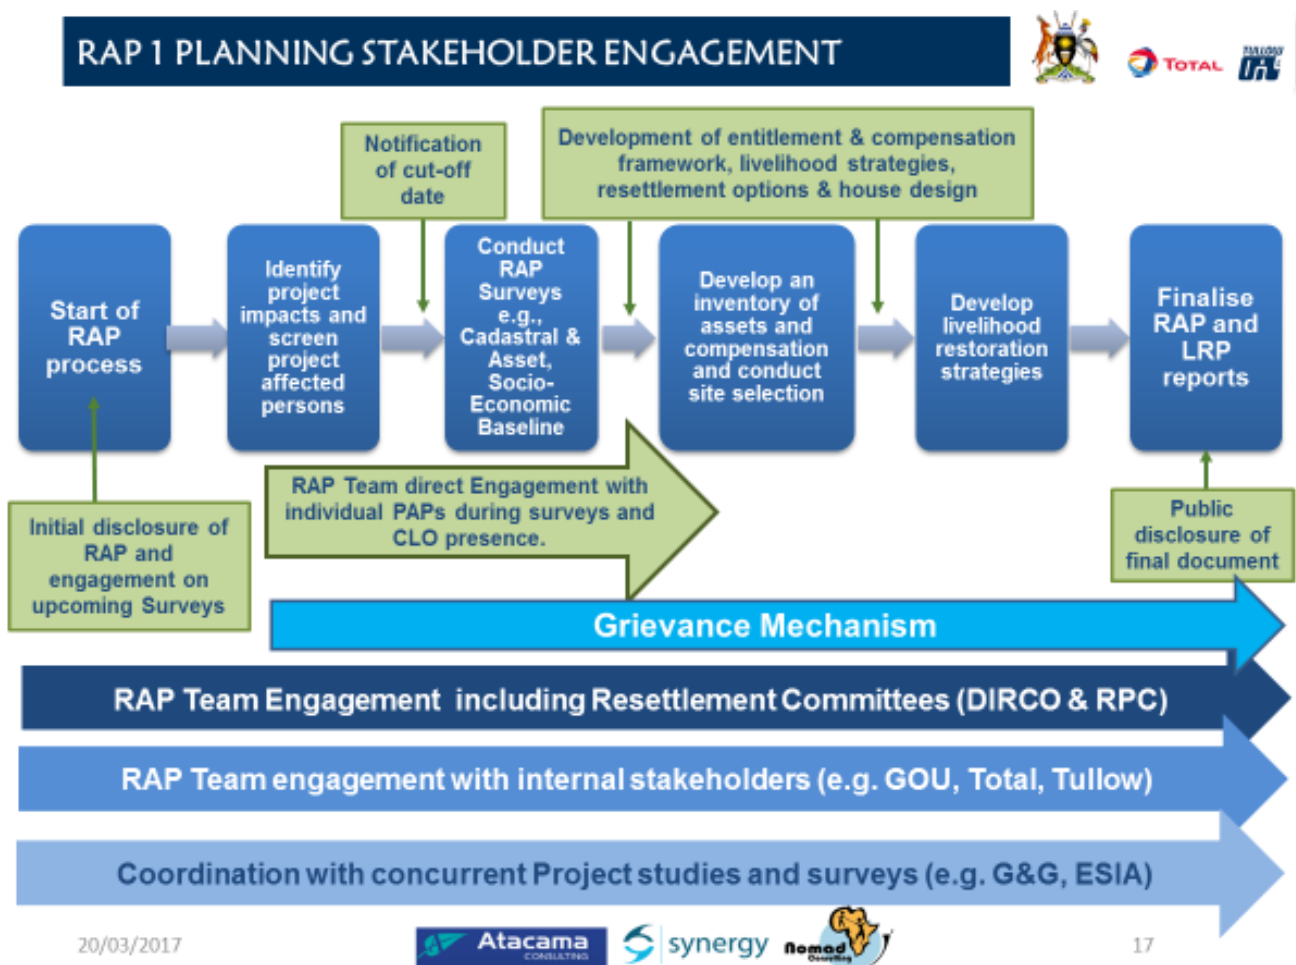 RAP 1 PLANNING STAKEHOLDER ENGAGEMENT
TOTAL
TULLOW
OIL
Notification
of cut-off
date
Development of entitlement & compensation
framework, livelihood strategies,
resettlement options & house design
Start of
RAP
process
Identify
project
impacts and
screen
project
affected
persons
Conduct
RAP
Surveys
e.g.,
Cadastral &
Asset,
Socio-
Economic
Baseline
Develop an
inventory of
assets and
compensation
and conduct
site selection
Develop
livelihood
restoration
strategies
Finalise
RAP and
LRP
reports
Initial disclosure of
RAP and
engagement on
upcoming Surveys
RAP Team direct Engagement with
individual PAPs during surveys and
CLO presence.
Public
disclosure of
final document
Grievance Mechanism
RAP Team Engagement including Resettlement Committees (DIRCO & RPC)
RAP Team engagement with internal stakeholders (e.g. GOU, Total, Tullow)
Coordination with concurrent Project studies and surveys (e.g. G&G, ESIA)
20/03/2017
Atacama
CONSULTING
synergy
Nomad
Consulting
17